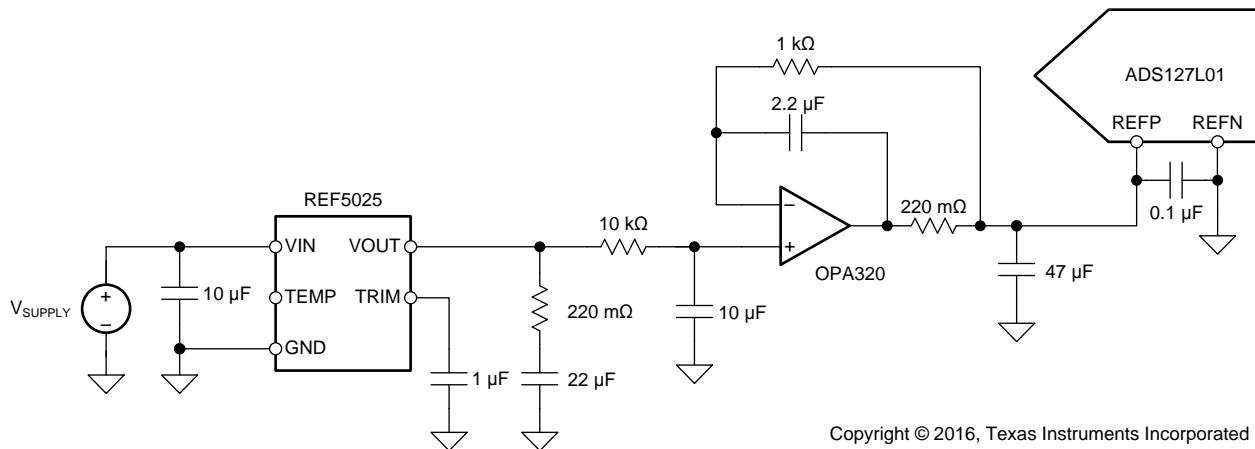 1 kΩ
ADS127L01
2.2 µF
REFP
REFN
REF5025
0.1 µF
VIN
VOUT
10 kΩ
−
+
220 mΩ
OPA320
47 µF
VSUPPLY
+
−
10 µF
TEMP
TRIM
220 mΩ
10 µF
GND
1 µF
22 µF
Copyright © 2016, Texas Instruments Incorporated